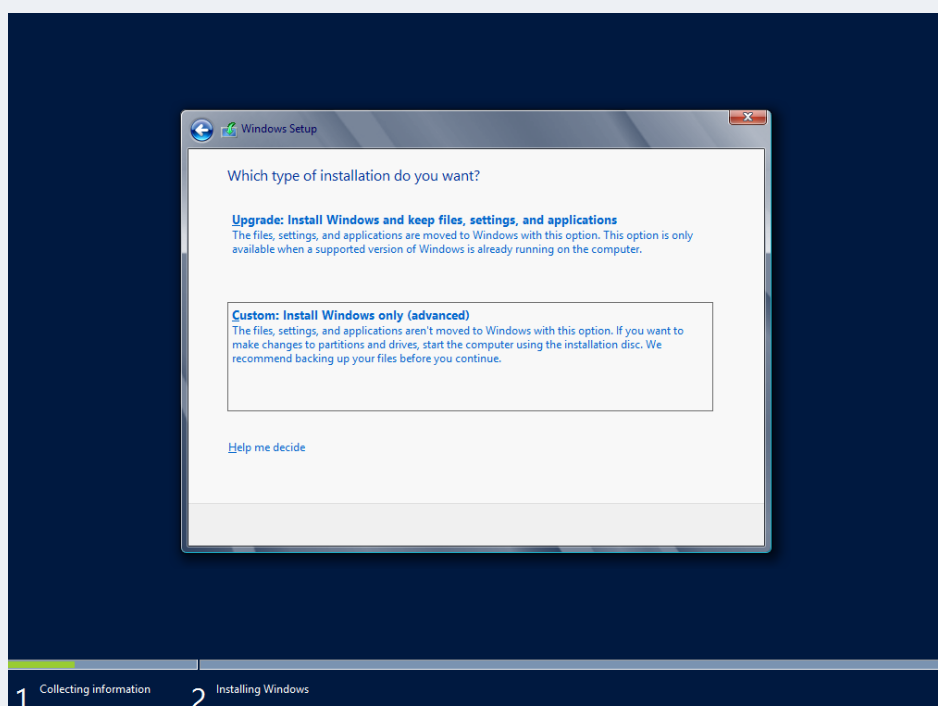 Windows Setup
Which type of installation do you want?
Upgrade: Install Windows and keep files, settings, and applications
The files, settings, and applications are moved to Windows with this option. This option is only
available when a supported version of Windows is already running on the computer.
Custom: Install Windows only (advanced)
The files, settings, and applications aren't moved to Windows with this option. If you want to
make changes to partitions and drives, start the computer using the installation disc. We
recommend backing up your files before you continue.
Help me decide
1 Collecting information 2 Installing Windows